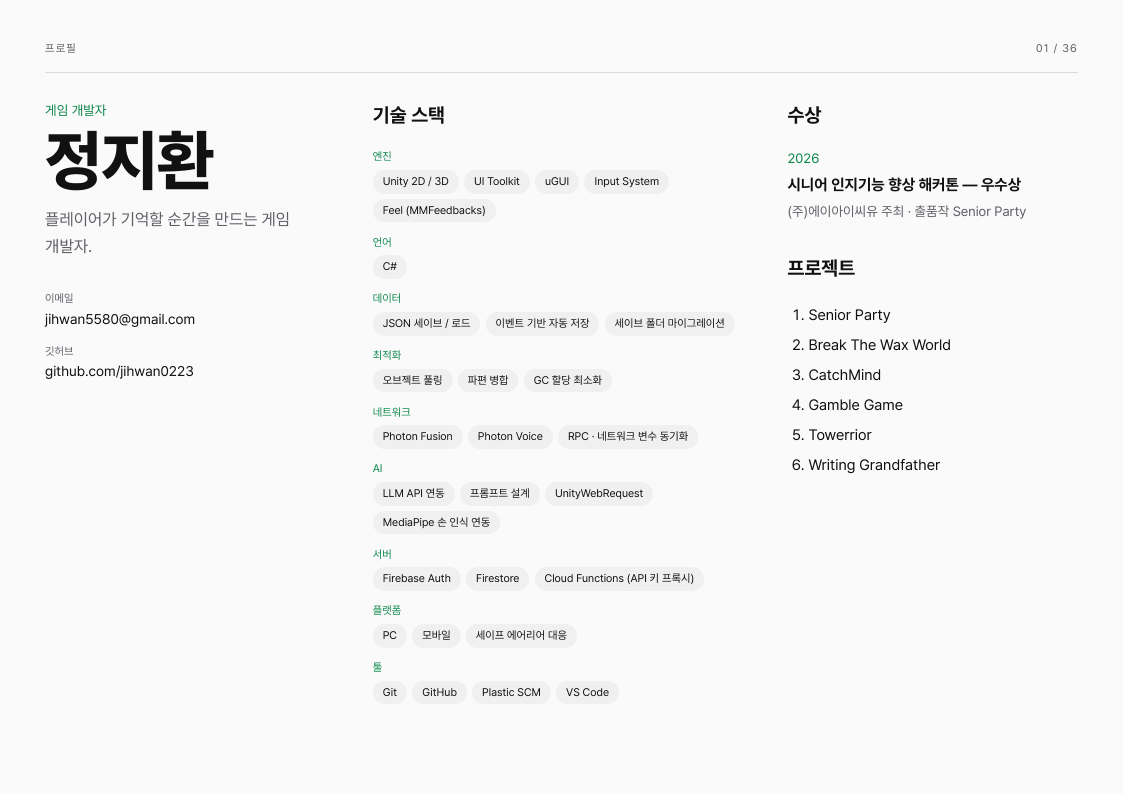 프로필
01 / 36
게임 개발자
정지환
플레이어가 기억할 순간을 만드는 게임
개발자.
이메일
jihwan5580@gmail.com
깃허브
github.com/jihwan0223
기술 스택
엔진
Unity 2D / 3D
UI Toolkit
uGUI
Input System
Feel (MMFeedbacks)
언어
C#
데이터
JSON 세이브 / 로드
이벤트 기반 자동 저장
세이브 폴더 마이그레이션
최적화
오브젝트 풀링
파편 병합
GC 할당 최소화
네트워크
Photon Fusion
Photon Voice
RPC · 네트워크 변수 동기화
AI
LLM API 연동
프롬프트 설계
UnityWebRequest
MediaPipe 손 인식 연동
서버
Firebase Auth
Firestore
Cloud Functions (API 키 프록시)
플랫폼
PC
모바일
세이프 에어리어 대응
툴
Git
GitHub
Plastic SCM
VS Code
수상
2026
시니어 인지기능 향상 해커톤 — 우수상
(주)에이아이씨유 주최 · 출품작 Senior Party
프로젝트
1. Senior Party
2. Break The Wax World
3. CatchMind
4. Gamble Game
5. Towerrior
6. Writing Grandfather